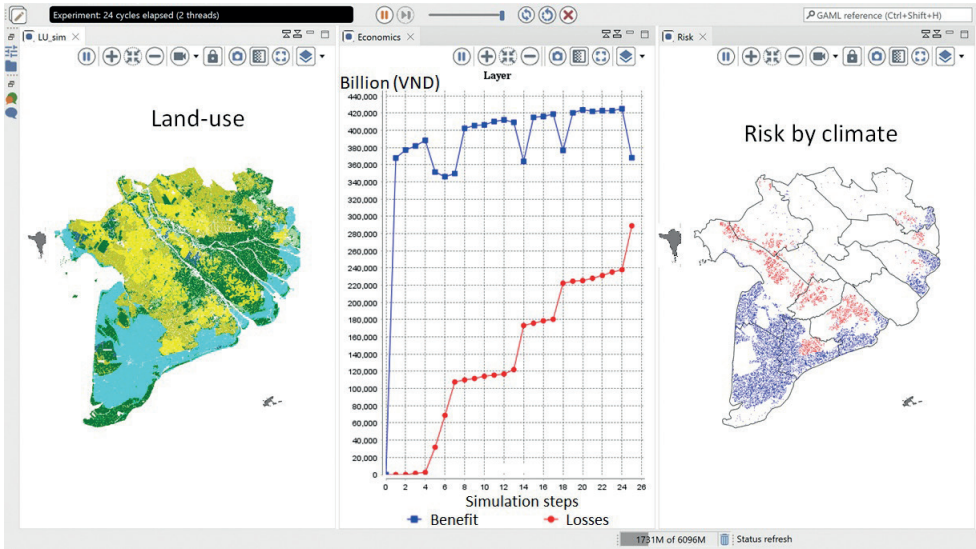 Experiment: 24 cycles elapsed (2 threads)
GAML reference (Ctrl+Shift+H)
LU_sim
Economics
Risk
Land-use
Billion (VND)
Layer
Risk by climate
440,000
420,000
400,000
380,000
360,000
340,000
320,000
300,000
280,000
260,000
240,000
220,000
200,000
180,000
160,000
140,000
120,000
100,000
80,000
60,000
40,000
20,000
0
0 2 4 6 8 10 12 14 16 18 20 22 24 26
Simulation steps
Benefit Losses
1731M of 6096M
Status refresh